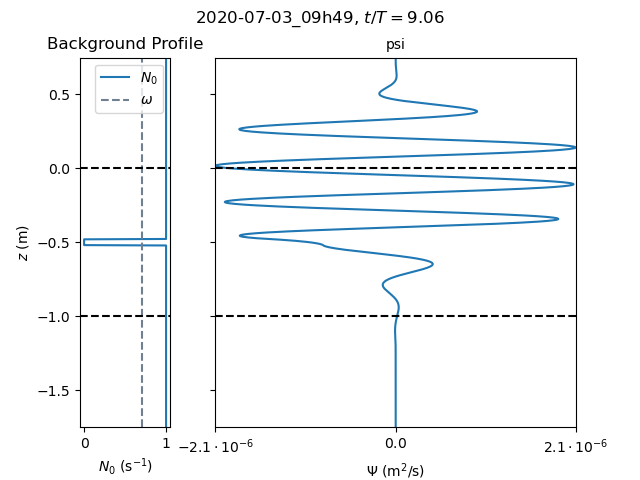 2020-07-03_09h49, t/T = 9.06
Background Profile
psi
N₀
ω
0.5
0.0
−0.5
−1.0
−1.5
z (m)
0
1
−2.1 · 10⁻⁶
0.0
2.1 · 10⁻⁶
N₀ (s⁻¹)
Ψ (m²/s)